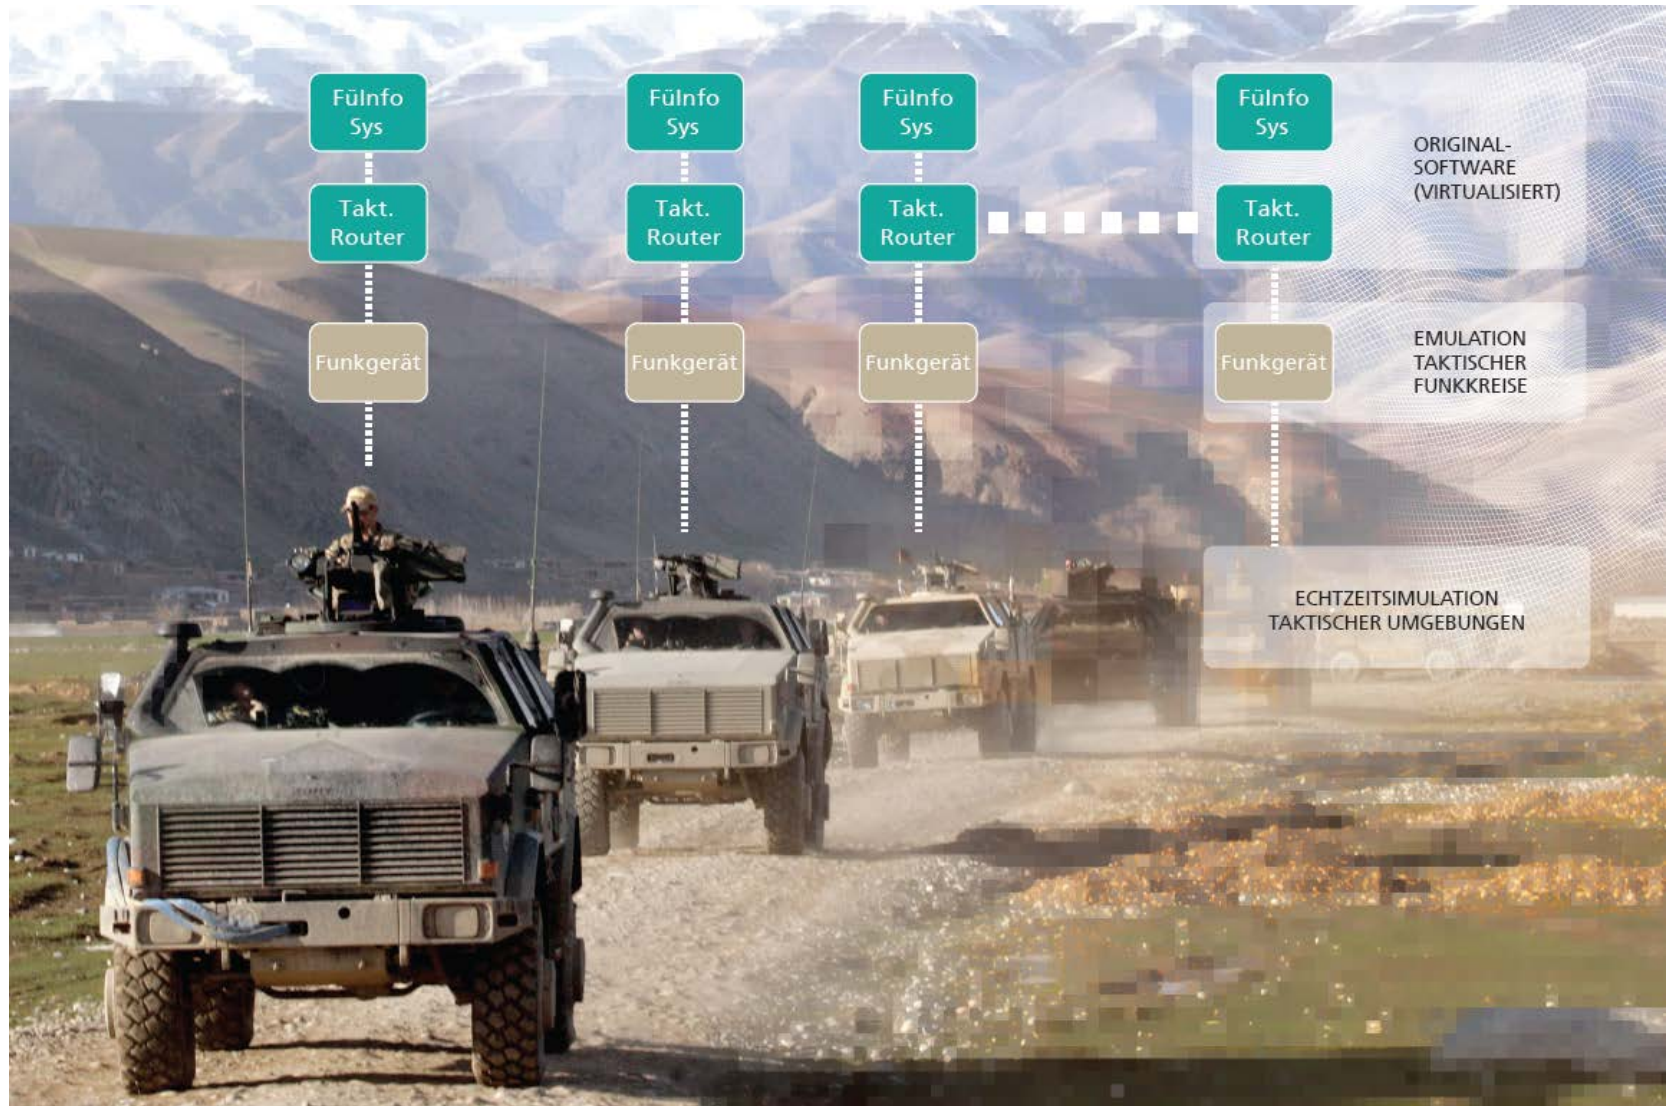 FüInfo
Sys
FüInfo
Sys
FüInfo
Sys
FüInfo
Sys
ORIGINAL-
SOFTWARE
(VIRTUALISIERT)
Takt.
Router
Takt.
Router
Takt.
Router
Takt.
Router
Funkgerät
Funkgerät
Funkgerät
Funkgerät
EMULATION
TAKTISCHER
FUNKKREISE
ECHTZEITSIMULATION
TAKTISCHER UMGEBUNGEN